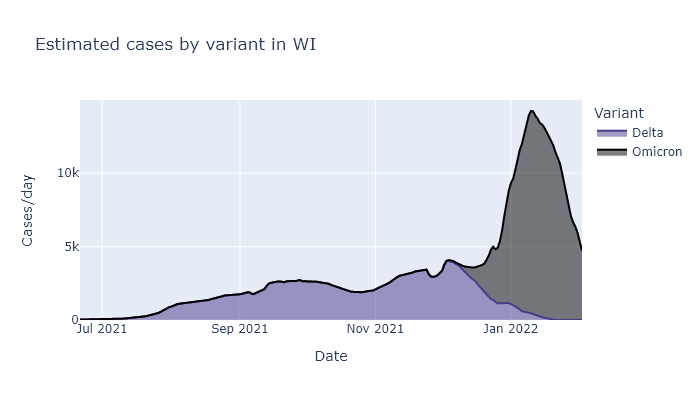 Estimated cases by variant in WI
Variant
Delta
Omicron
Cases/day
10k
5k
0
Jul 2021
Sep 2021
Nov 2021
Jan 2022
Date